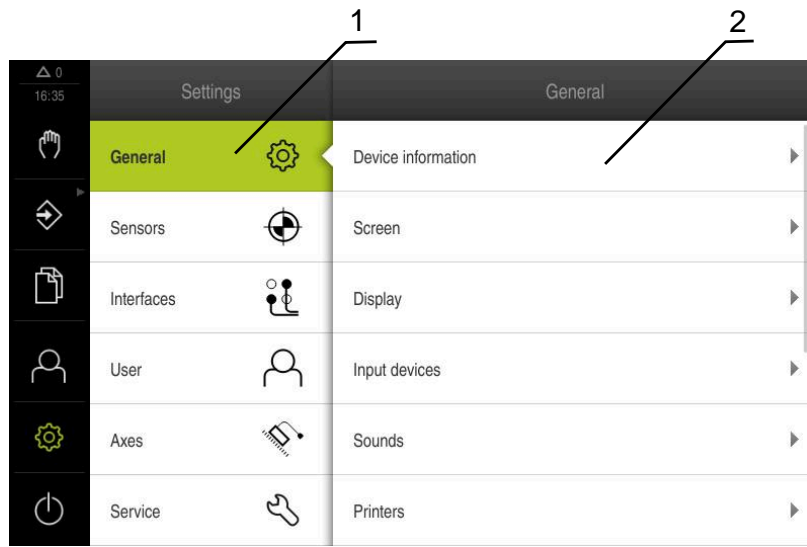 1
2
0
16:35
Settings
General
General
Sensors
Interfaces
User
Axes
Service
Device information
Screen
Display
Input devices
Sounds
Printers